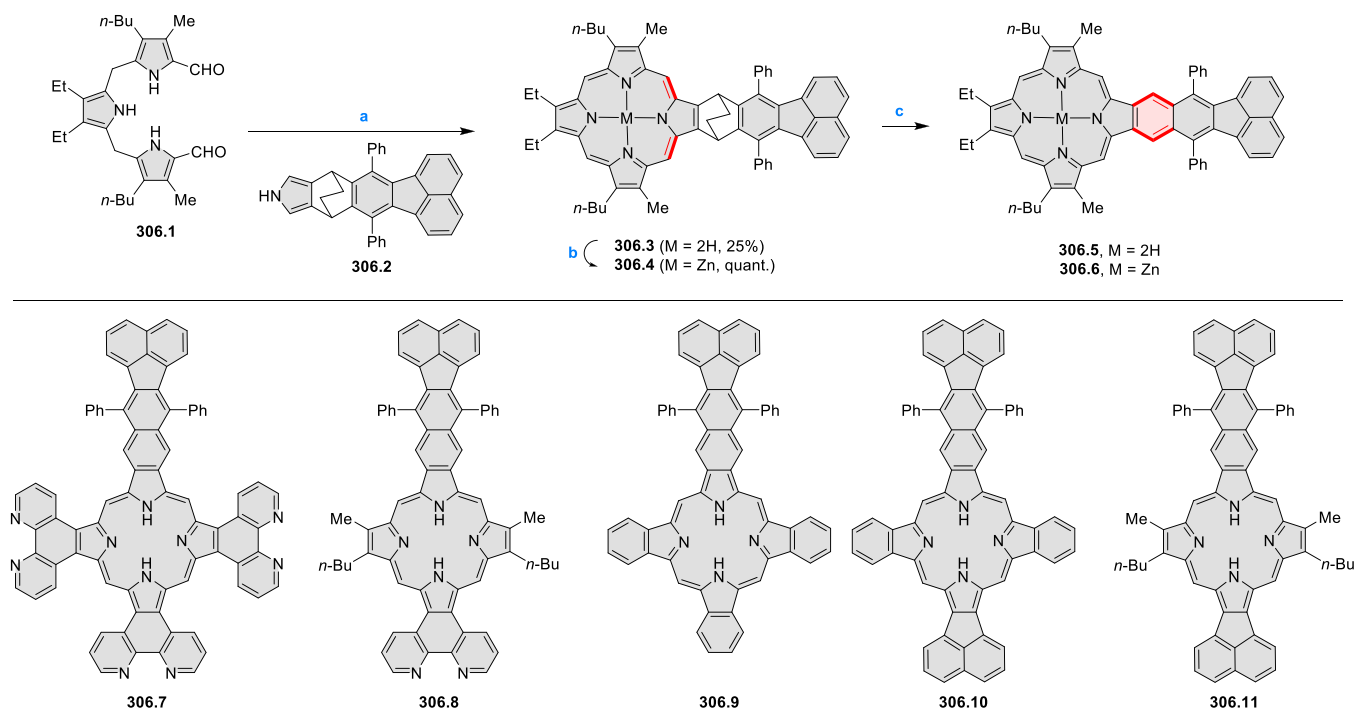 n-Bu
Me
CHO
N
H
Et
NH
Et
H
N
CHO
n-Bu
Me
306.1
a
Ph
HN
Ph
306.2
n-Bu
Me
Et
N
Ph
N
M
N
Et
N
Ph
n-Bu
Me
306.3 (M = 2H, 25%)
b
306.4 (M = Zn, quant.)
c
n-Bu
Me
Et
N
Ph
N
M
N
Et
N
Ph
n-Bu
Me
306.5, M = 2H
306.6, M = Zn
Ph
Ph
N
N
N
H
N
N
H
N
N
N
N
N
306.7
Ph
Ph
Me
Me
N
H
N
N
H
N
n-Bu
n-Bu
N
N
306.8
Ph
Ph
N
H
N
N
H
N
306.9
Ph
Ph
N
H
N
N
H
N
306.10
Ph
Ph
Me
Me
N
H
N
N
H
N
n-Bu
n-Bu
306.11